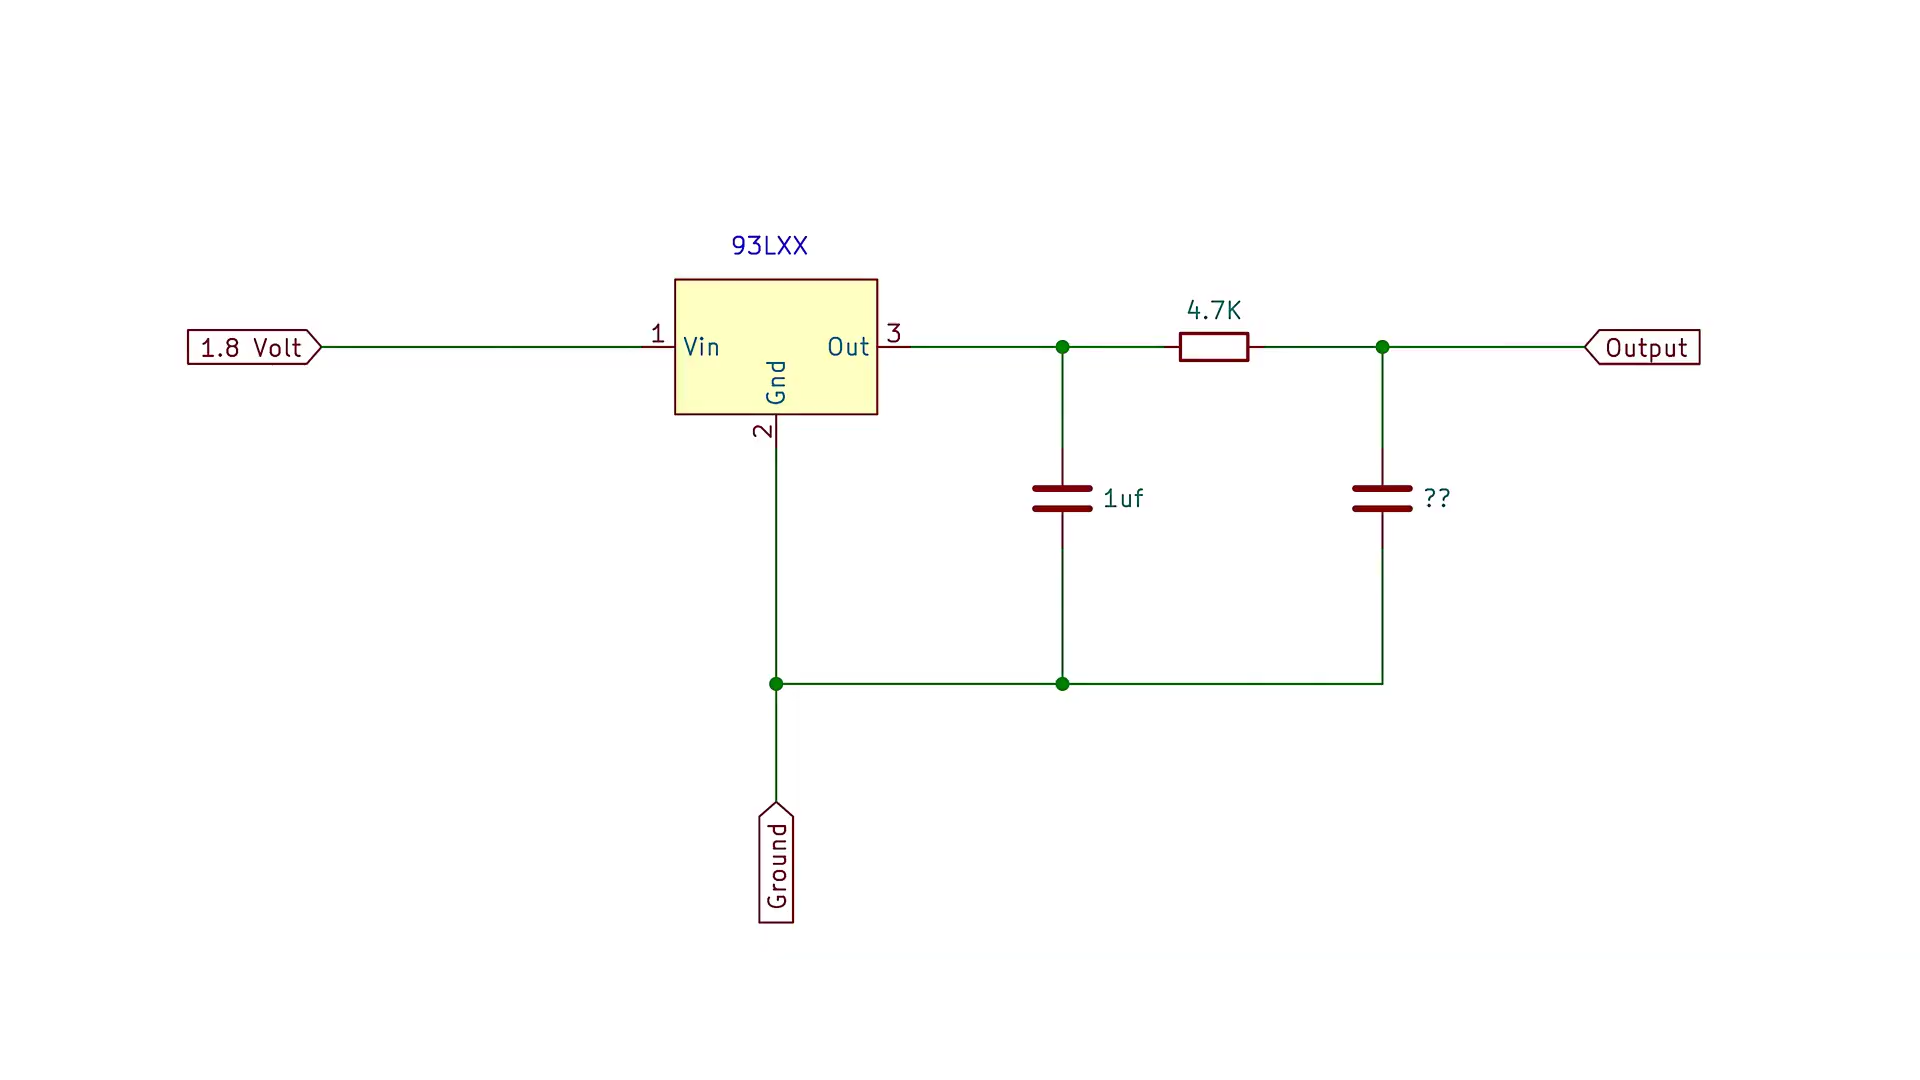 93LXX
4.7K
1.8 Volt
1
Vin
Out
3
Output
Gnd
2
1uf
??
Ground